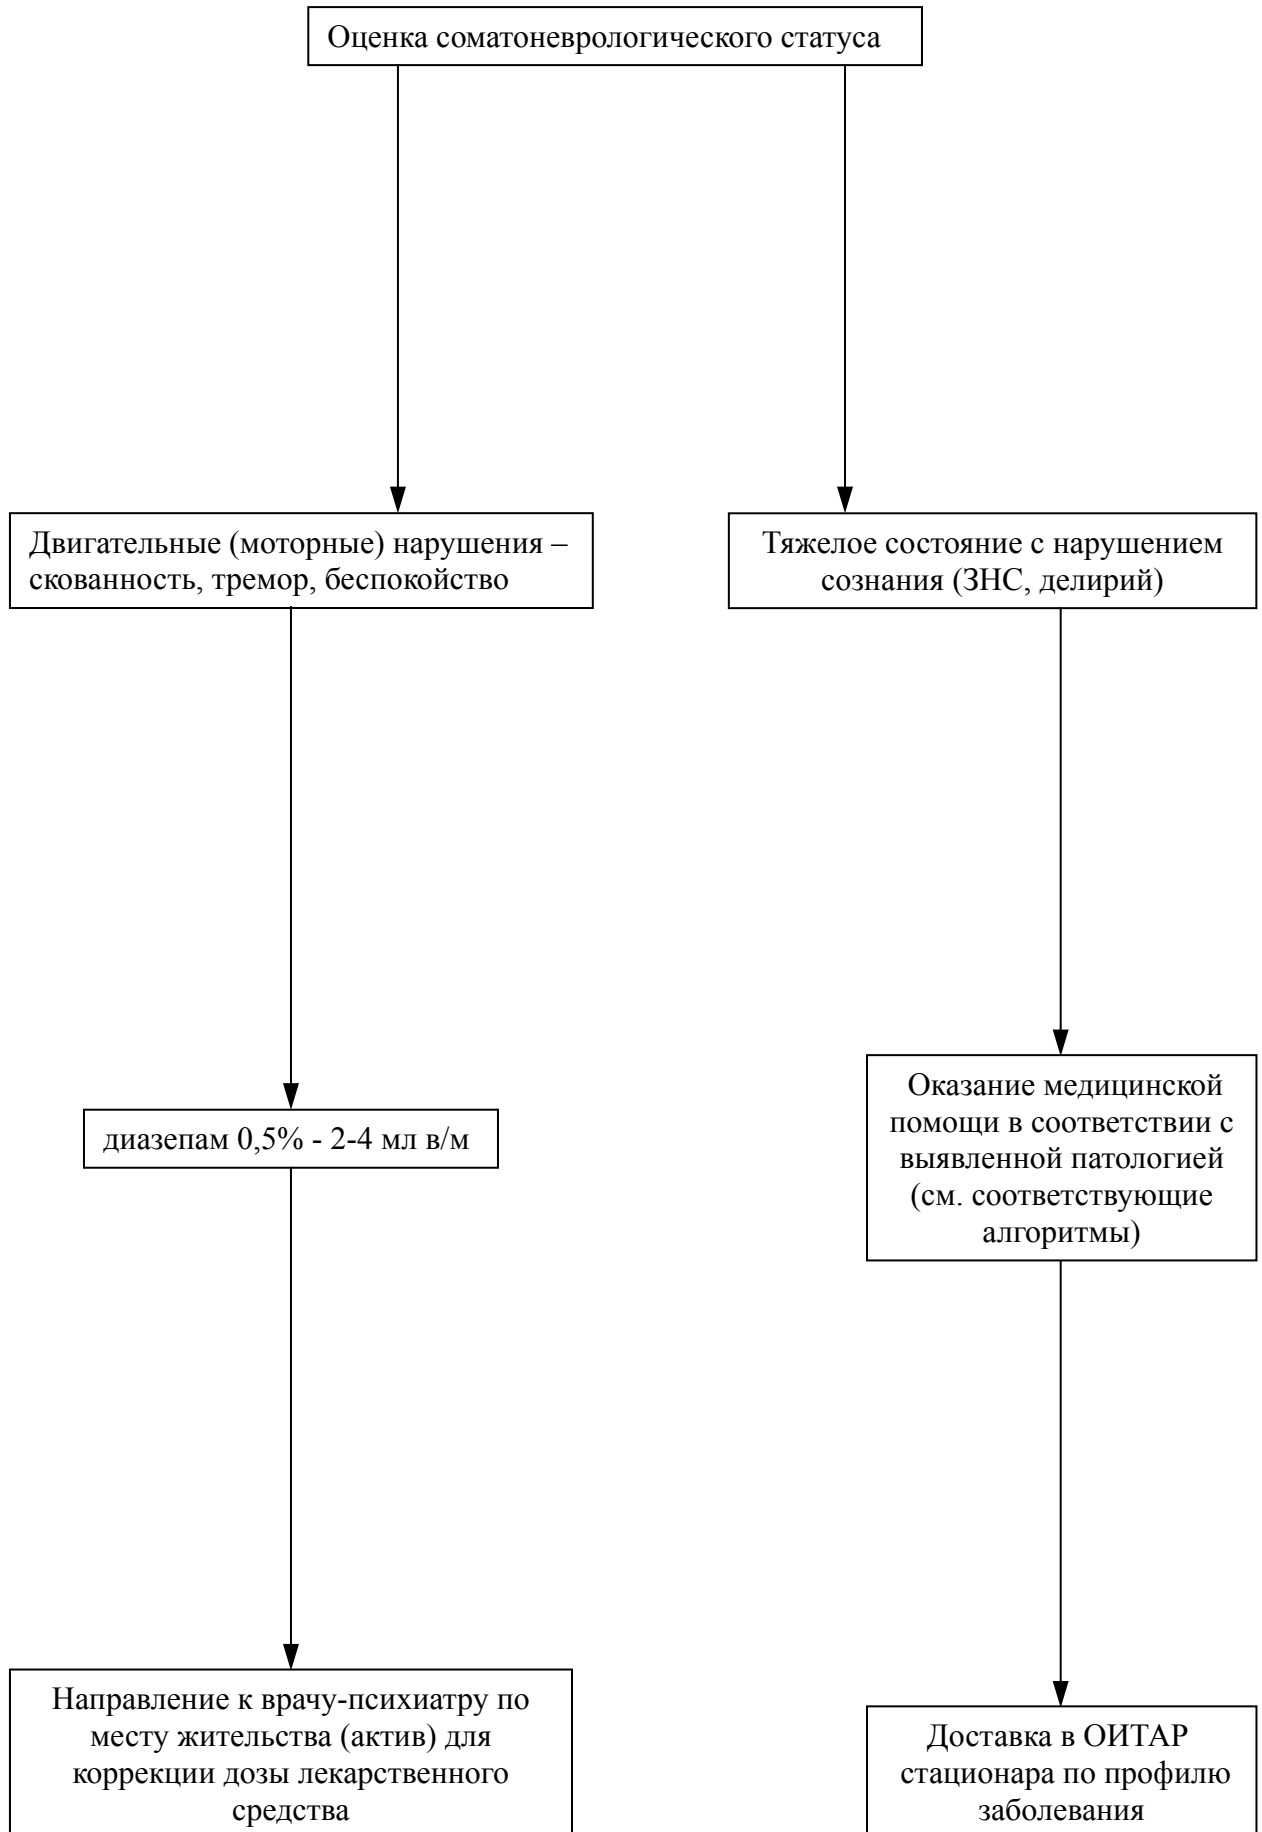 Оценка соматоневрологического статуса
Двигательные (моторные) нарушения –
скованность, тремор, беспокойство
Тяжелое состояние с нарушением
сознания (ЗНС, делирий)
диазепам 0,5% - 2-4 мл в/м
Оказание медицинской
помощи в соответствии с
выявленной патологией
(см. соответствующие
алгоритмы)
Направление к врачу-психиатру по
месту жительства (актив) для
коррекции дозы лекарственного
средства
Доставка в ОИТАР
стационара по профилю
заболевания